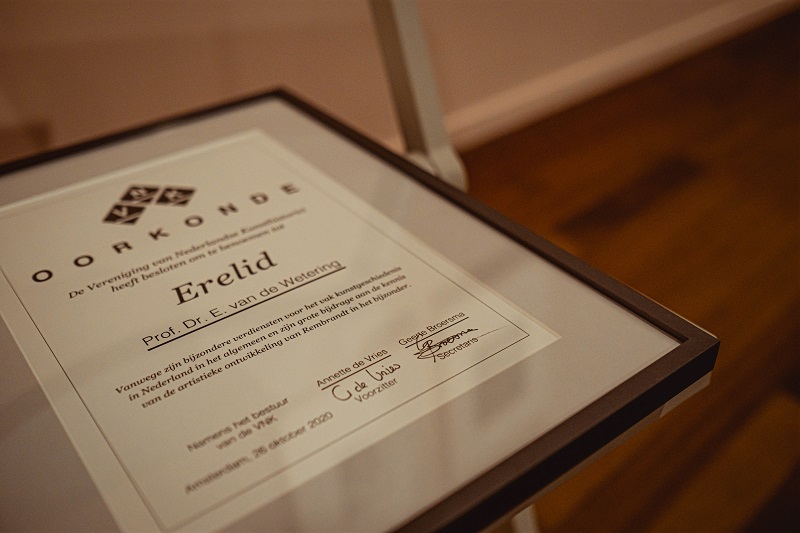 OORKONDE
De Vereniging van Nederlandse Kunsthistorici
heeft besloten om te benoemen tot
Erelid
Prof. Dr. E. van de Wetering
Vanwege zijn bijzondere verdiensten voor het vak kunstgeschiedenis
in Nederland in het algemeen en zijn grote bijdrage aan de kennis
van de artistieke ontwikkeling van Rembrandt in het bijzonder.
Namens het bestuur
van de VNK
Annette de Vries
de Vries
Voorzitter
Geertje Broersma
Broersma
Secretaris
Amsterdam, 26 oktober 2020